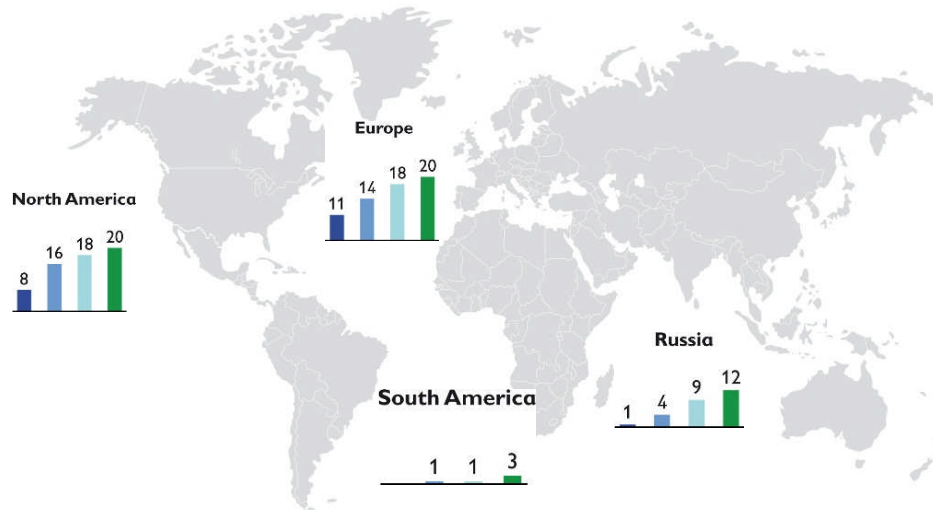 Europe
11 14 18 20
North America
8 16 18 20
Russia
1 4 9 12
South America
1 1 3